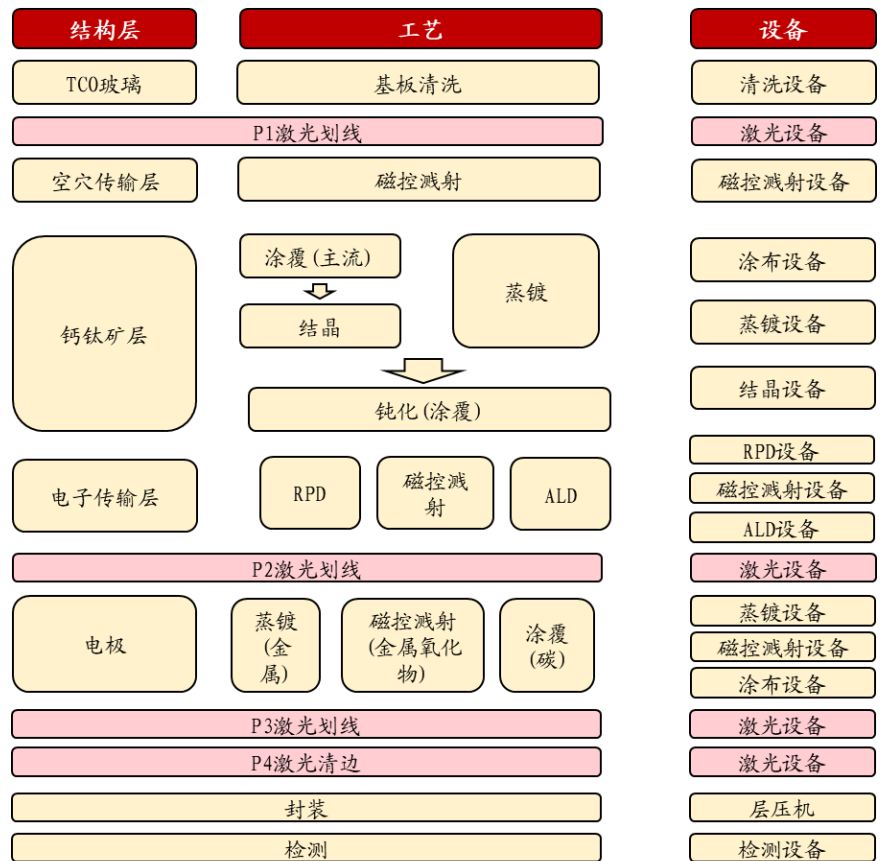 结构层
工艺
设备
TCO玻璃
基板清洗
清洗设备
P1激光划线
激光设备
空穴传输层
磁控溅射
磁控溅射设备
钙钛矿层
涂覆(主流)
结晶
蒸镀
钝化(涂覆)
涂布设备
蒸镀设备
结晶设备
电子传输层
RPD
磁控溅
射
ALD
RPD设备
磁控溅射设备
ALD设备
P2激光划线
激光设备
电极
蒸镀
(金
属)
磁控溅射
(金属氧化
物)
涂覆
(碳)
蒸镀设备
磁控溅射设备
涂布设备
P3激光划线
激光设备
P4激光清边
激光设备
封装
层压机
检测
检测设备